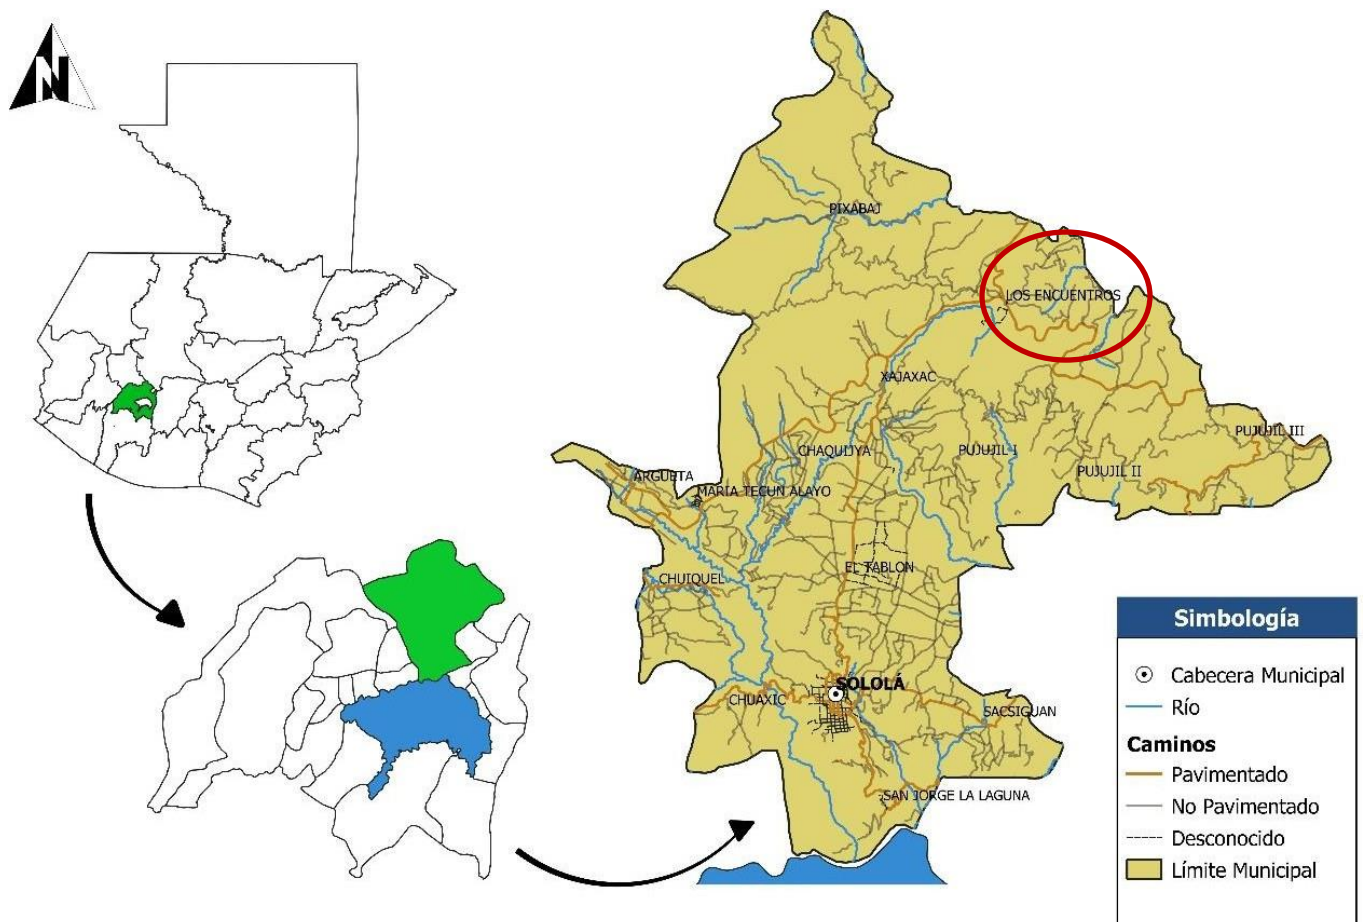 N
PIXABAJ
LOS ENCUENTROS
XAJAXAC
PUJUJIL III
CHAQUIJYA
PUJUJIL I
PUJUJIL II
ARGUETA
MARIA TECUN ALAYO
EL TABLON
CHUIQUEL
SOLOLÁ
CHUAXIC
SACSIGUAN
SAN JORGE LA LAGUNA
Simbología
Cabecera Municipal
Río
Caminos
Pavimentado
No Pavimentado
Desconocido
Límite Municipal